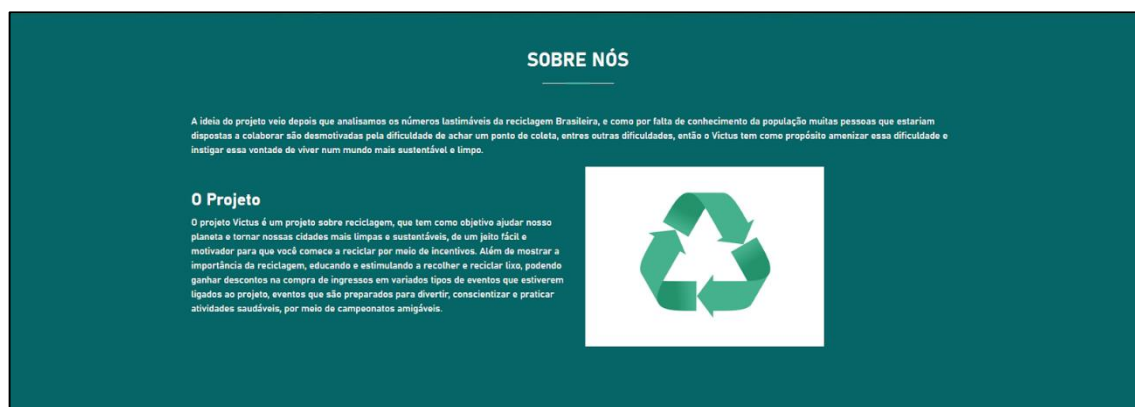 SOBRE NÓS
A ideia do projeto veio depois que analisamos os números lastimáveis da reciclagem Brasileira, e como por falta de conhecimento da população muitas pessoas que estariam
dispostas a colaborar são desmotivadas pela dificuldade de achar um ponto de coleta, entres outras dificuldades, então o Victus tem como propósito amenizar essa dificuldade e
instigar essa vontade de viver num mundo mais sustentável e limpo.
O Projeto
O projeto Victus é um projeto sobre reciclagem, que tem como objetivo ajudar nosso
planeta e tornar nossas cidades mais limpas e sustentáveis, de um jeito fácil e
motivador para que você comece a reciclar por meio de incentivos. Além de mostrar a
importância da reciclagem, educando e estimulando a recolher e reciclar lixo, podendo
ganhar descontos na compra de ingressos em variados tipos de eventos que estiverem
ligados ao projeto, eventos que são preparados para divertir, conscientizar e praticar
atividades saudáveis, por meio de campeonatos amigáveis.